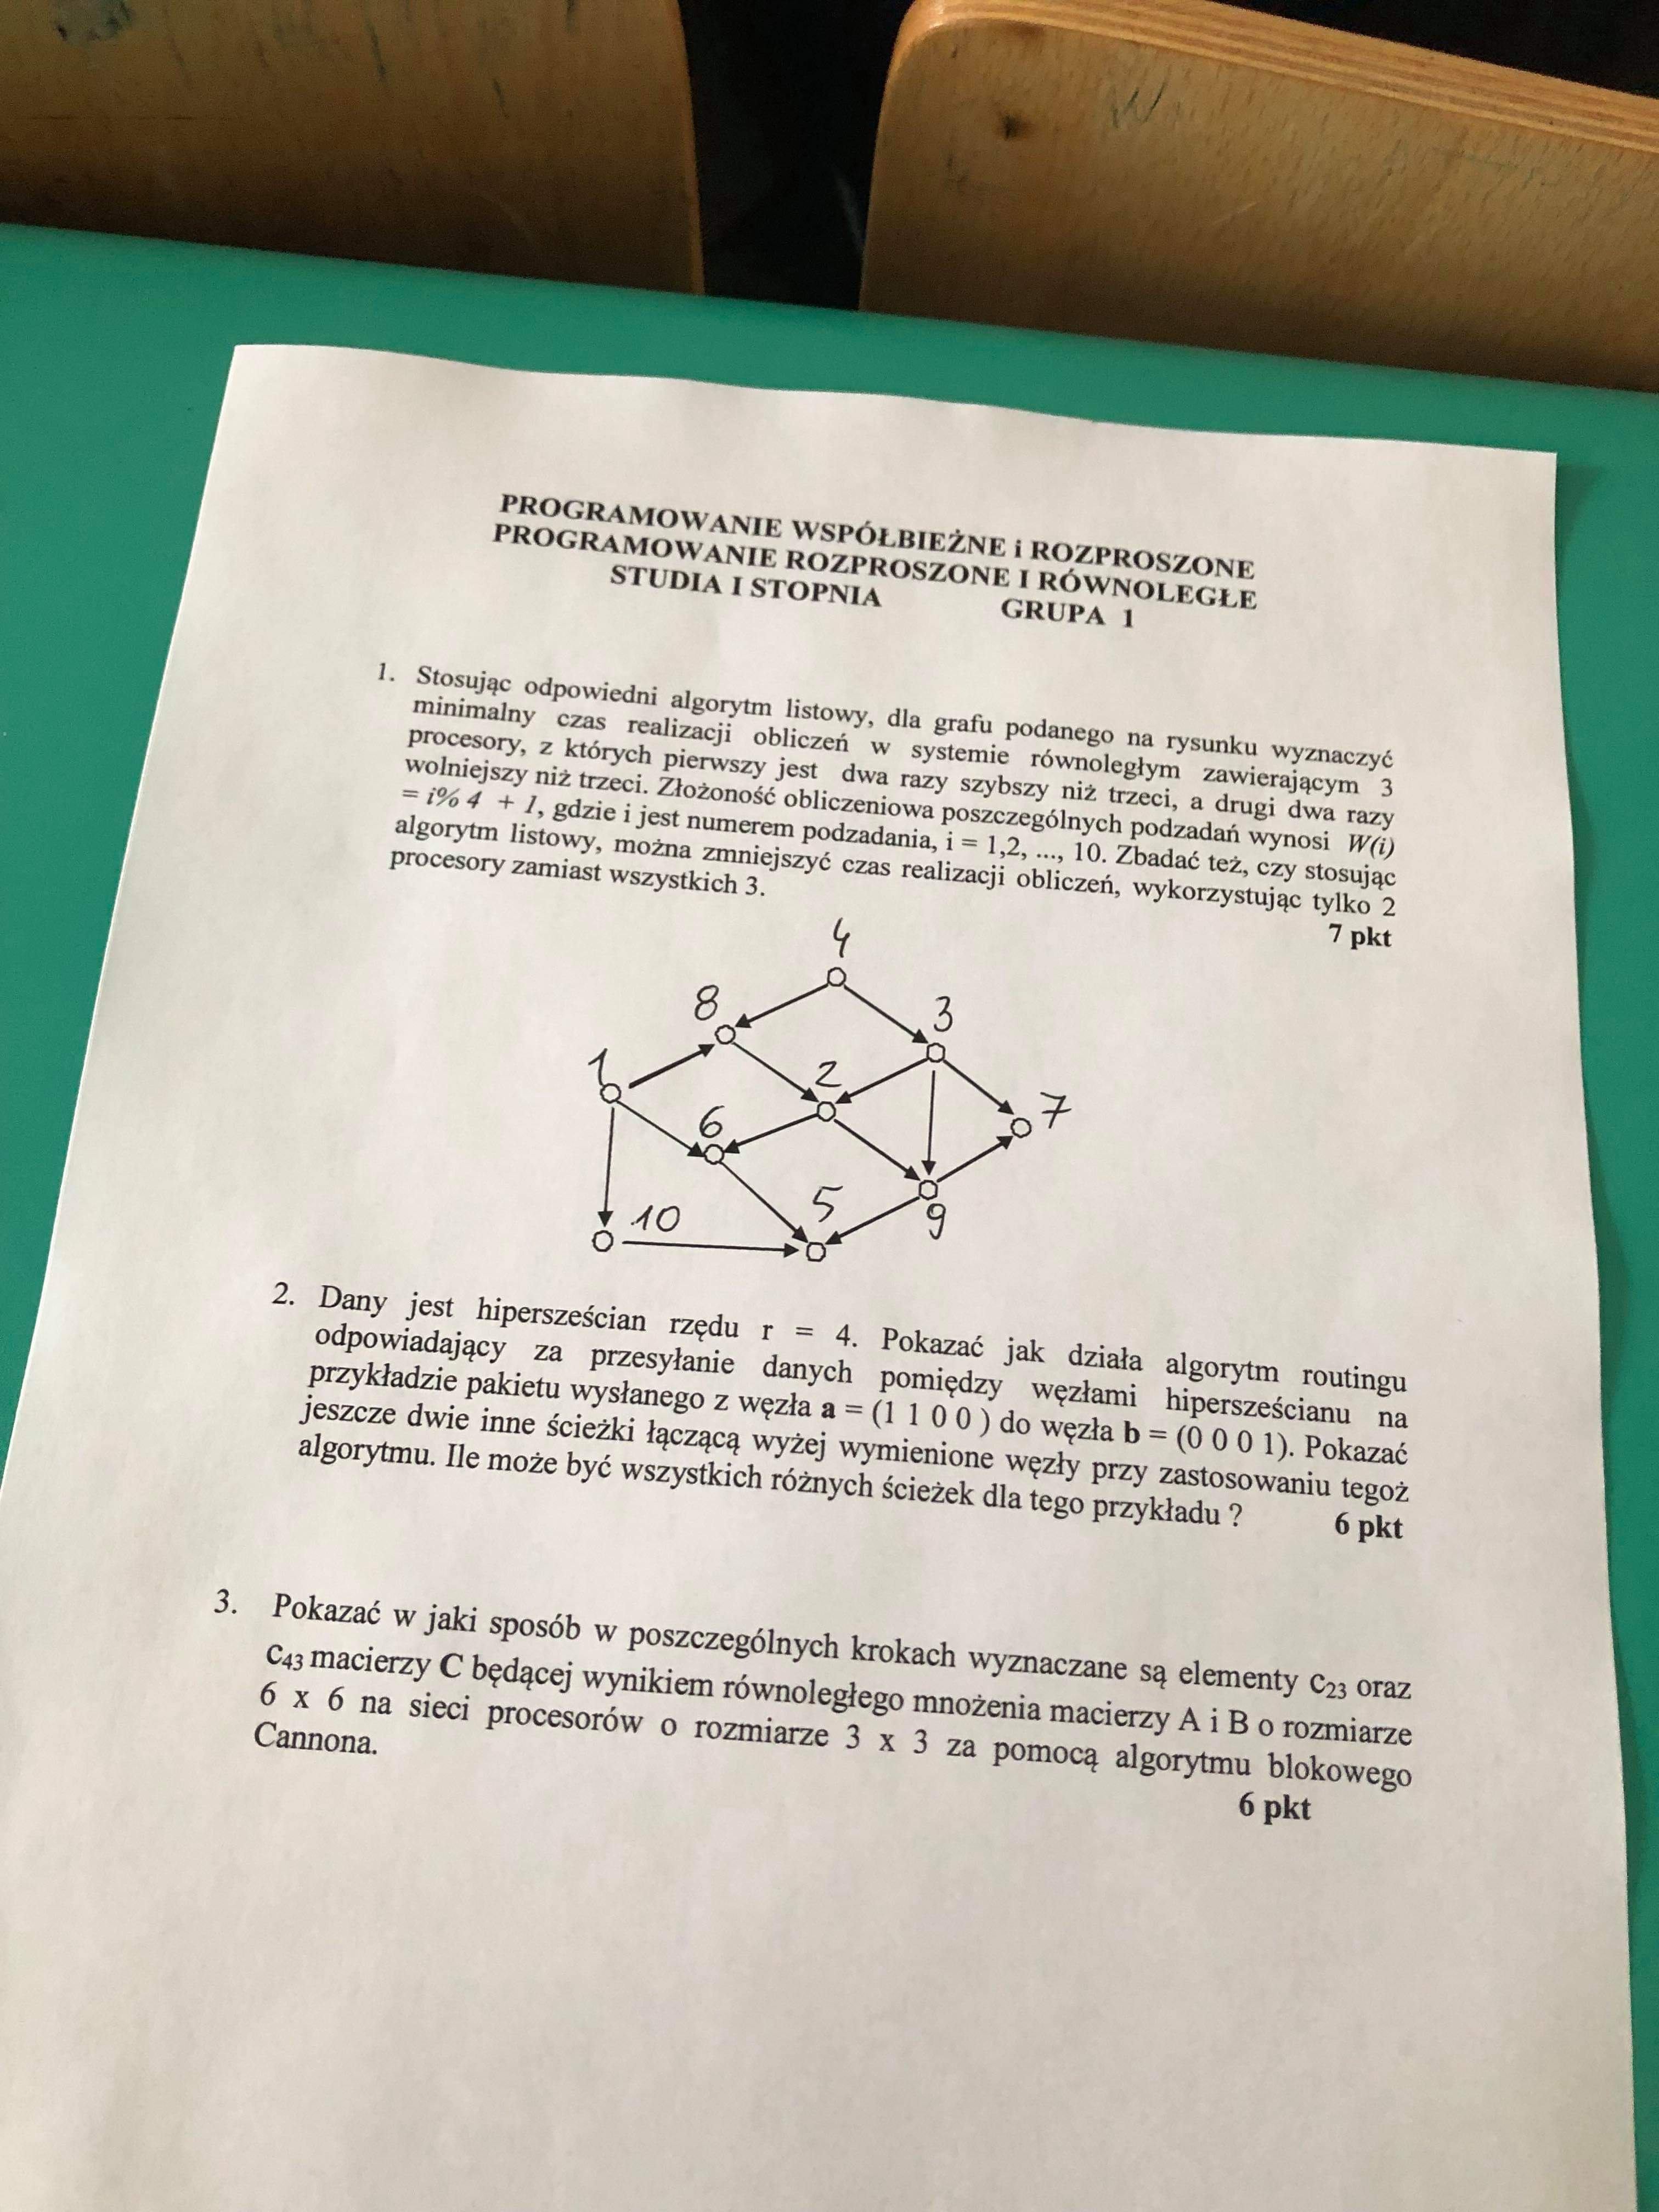 PROGRAMOWANIE WSPÓŁBIEŻNE i ROZPROSZONE
PROGRAMOWANIE ROZPROSZONE I RÓWNOLEGŁE
STUDIA I STOPNIA GRUPA 1
1. Stosując odpowiedni algorytm listowy, dla grafu podanego na rysunku wyznaczyć
minimalny czas realizacji obliczeń w systemie równoległym zawierającym 3
procesory, z których pierwszy jest dwa razy szybszy niż trzeci, a drugi dwa razy
wolniejszy niż trzeci. Złożoność obliczeniowa poszczególnych podzadań wynosi W(i)
= i% 4 + 1, gdzie i jest numerem podzadania, i = 1,2, ..., 10. Zbadać też, czy stosując
algorytm listowy, można zmniejszyć czas realizacji obliczeń, wykorzystując tylko 2
procesory zamiast wszystkich 3.
7 pkt
4
8
3
1
2
7
6
5
10
9
2. Dany jest hipersześcian rzędu r = 4. Pokazać jak działa algorytm routingu
odpowiadający za przesyłanie danych pomiędzy węzłami hipersześcianu na
przykładzie pakietu wysłanego z węzła a = (1 1 0 0 ) do węzła b = (0 0 0 1). Pokazać
jeszcze dwie inne ścieżki łączącą wyżej wymienione węzły przy zastosowaniu tegoż
algorytmu. Ile może być wszystkich różnych ścieżek dla tego przykładu ? 6 pkt
3. Pokazać w jaki sposób w poszczególnych krokach wyznaczane są elementy c23 oraz
c43 macierzy C będącej wynikiem równoległego mnożenia macierzy A i B o rozmiarze
6 x 6 na sieci procesorów o rozmiarze 3 x 3 za pomocą algorytmu blokowego
Cannona.
6 pkt